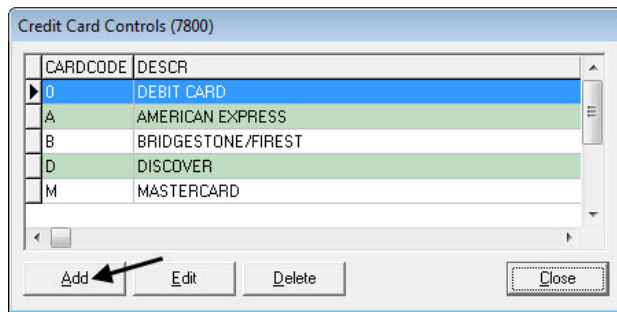 Credit Card Controls (7800)
CARDCODE DESCR
0 DEBIT CARD
A AMERICAN EXPRESS
B BRIDGESTONE/FIREST
D DISCOVER
M MASTERCARD
Add Edit Delete Close